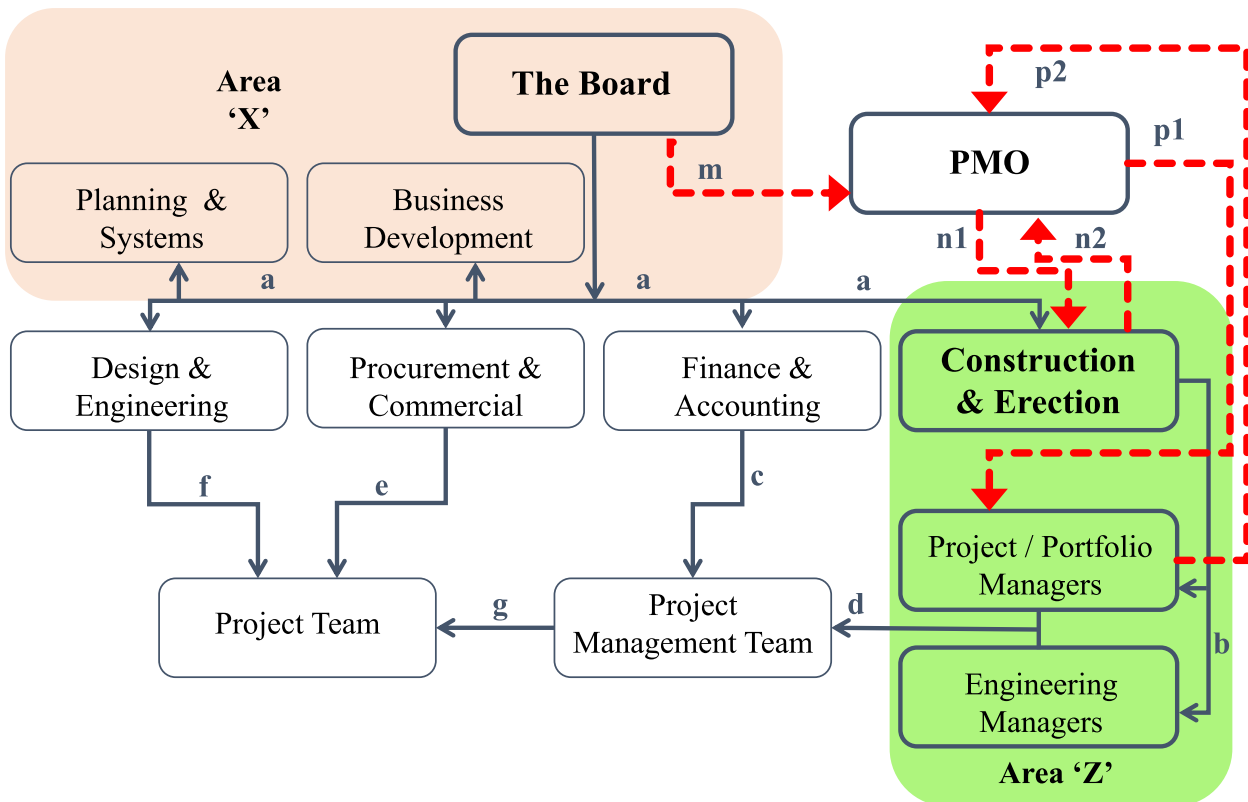 Area
‘X’
The Board
p2
p1
PMO
m
Planning &
Systems
Business
Development
n1
n2
a
a
a
Design &
Engineering
Procurement &
Commercial
Finance &
Accounting
Construction
& Erection
f
e
c
Project / Portfolio
Managers
Project Team
g
Project
Management Team
d
b
Engineering
Managers
Area ‘Z’